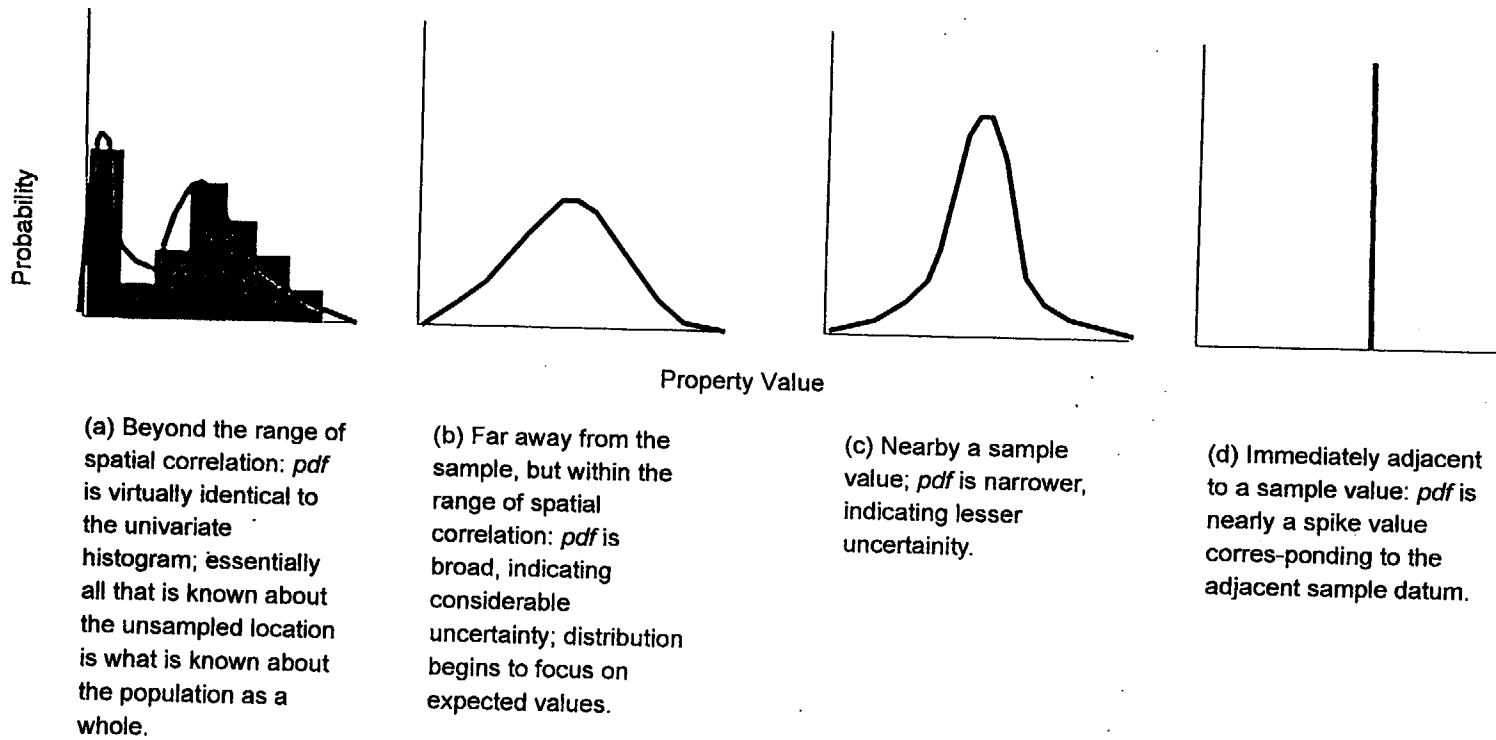 Probability
Property Value
(a) Beyond the range of
spatial correlation: pdf
is virtually identical to
the univariate
histogram; essentially
all that is known about
the unsampled location
is what is known about
the population as a
whole.
(b) Far away from the
sample, but within the
range of spatial
correlation: pdf is
broad, indicating
considerable
uncertainty; distribution
begins to focus on
expected values.
(c) Nearby a sample
value; pdf is narrower,
indicating lesser
uncertainity.
(d) Immediately adjacent
to a sample value: pdf is
nearly a spike value
corres-ponding to the
adjacent sample datum.